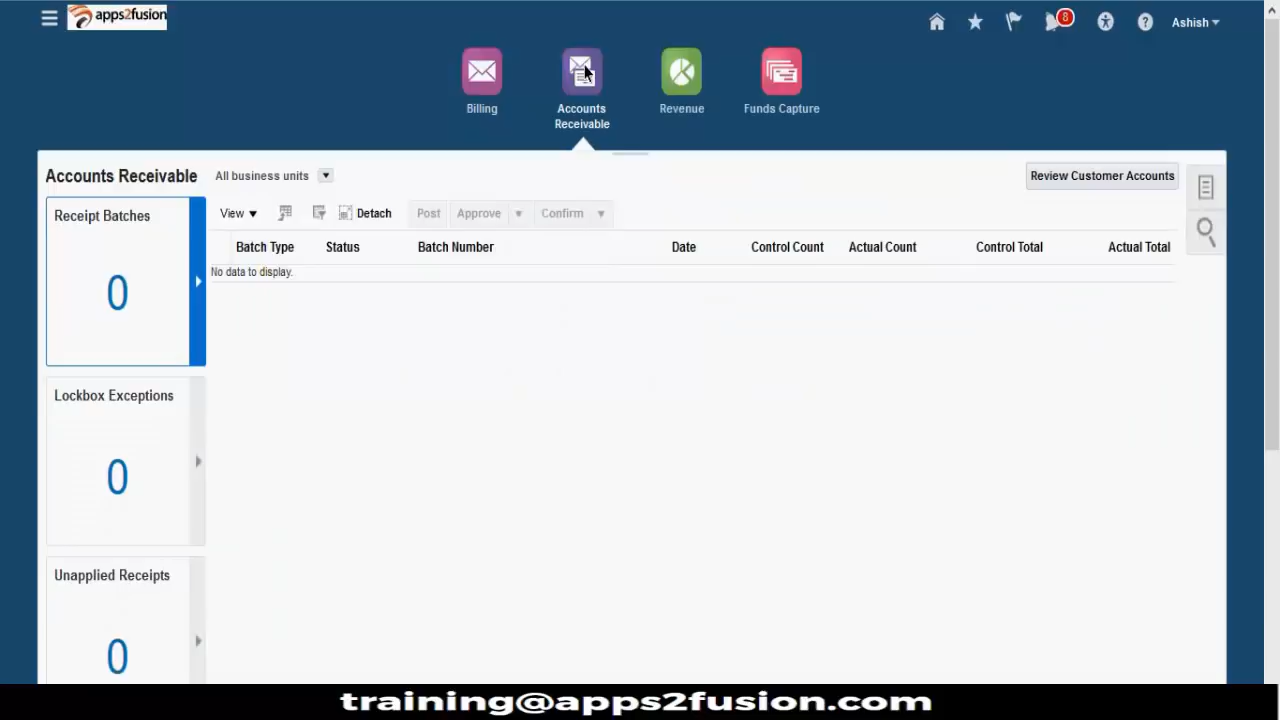 apps2fusion
8
?
Ashish
Billing
Accounts
Receivable
Revenue
Funds Capture
Accounts Receivable
All business units
Review Customer Accounts
Receipt Batches
0
View
Detach
Post
Approve
Confirm
Batch Type
Status
Batch Number
Date
Control Count
Actual Count
Control Total
Actual Total
No data to display.
Lockbox Exceptions
0
Unapplied Receipts
0
training@apps2fusion.com